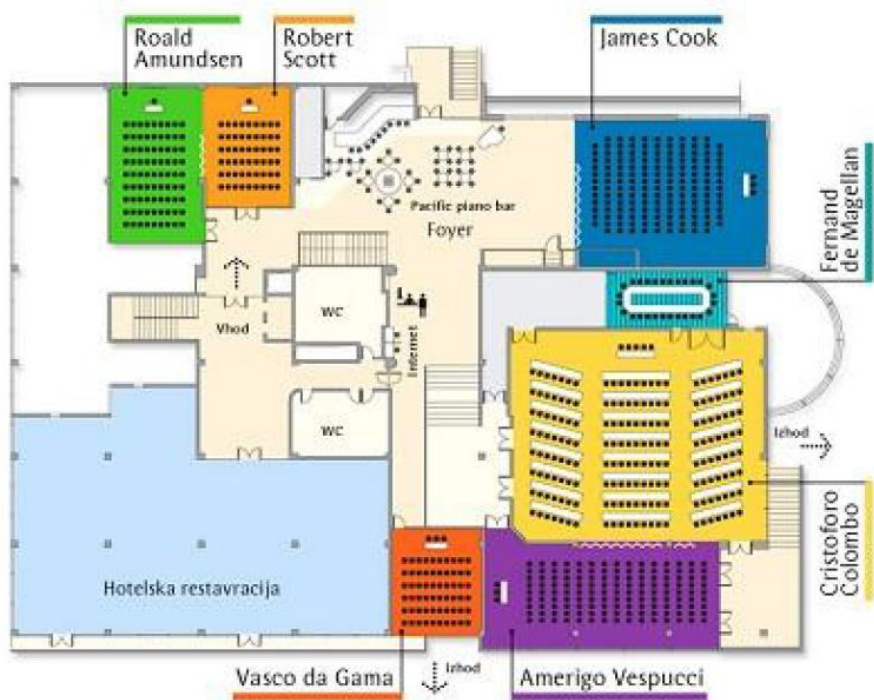 Roald
Amundsen
Robert
Scott
James Cook
Fernand
de Magellan
Pacific piano bar
Foyer
WC
Vhod
Internet
WC
Izhod
Cristoforo
Colombo
Hotelska restavracija
Vasco da Gama
Izhod
Amerigo Vespucci